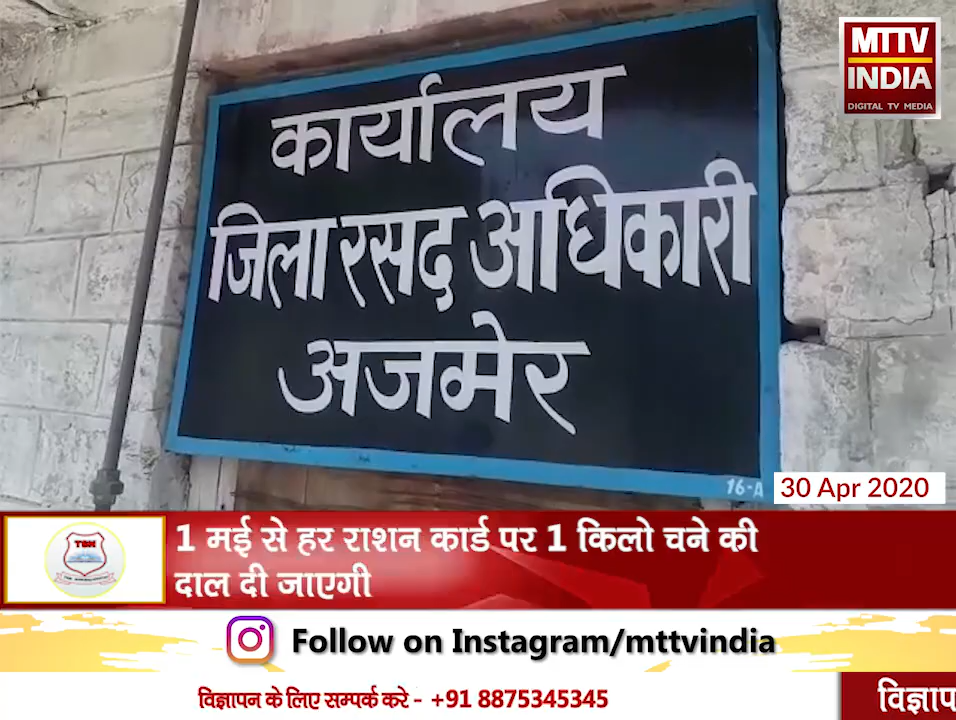 MTTV
INDIA
DIGITAL TV MEDIA
कार्यालय
जिला रसद अधिकारी
अजमेर
16-A
30 Apr 2020
1 मई से हर राशन कार्ड पर 1 किलो चने की
दाल दी जाएगी
Follow on Instagram/mttvindia
विज्ञापन के लिए सम्पर्क करे - +91 8875345345